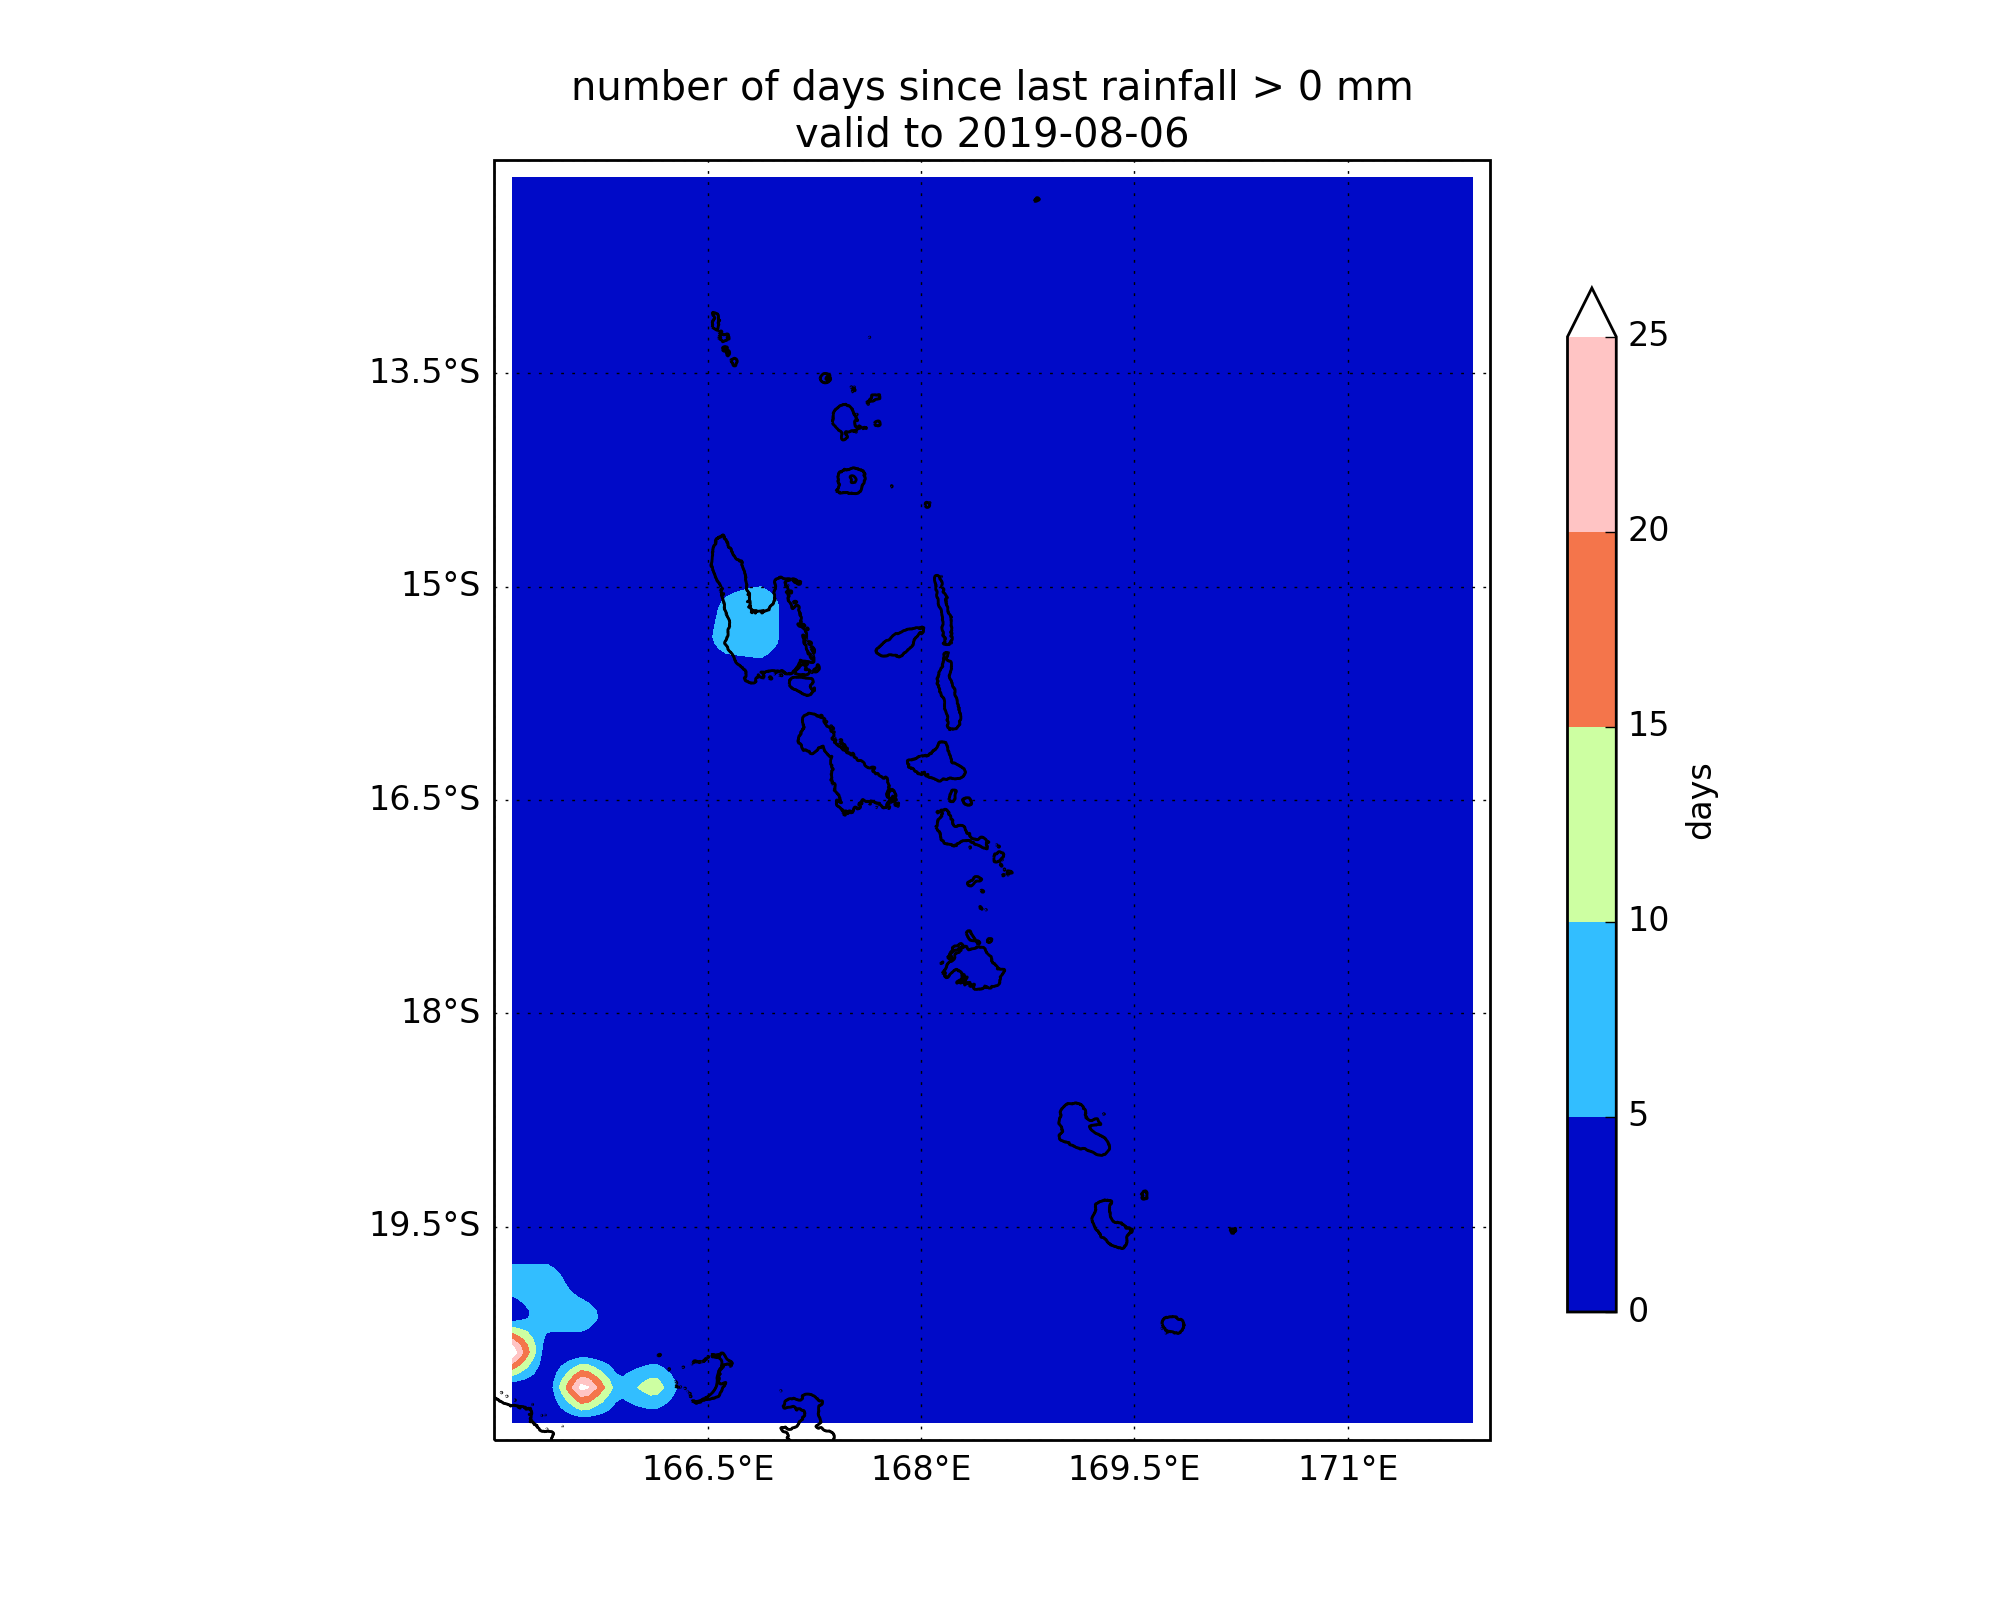 number of days since last rainfall > 0 mm
valid to 2019-08-06
13.5°S
15°S
16.5°S
18°S
19.5°S
166.5°E
168°E
169.5°E
171°E
25
20
15
10
5
0
days